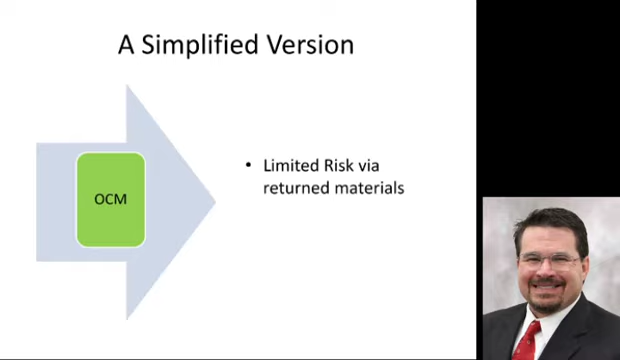 A Simplified Version
OCM
• Limited Risk via
returned materials